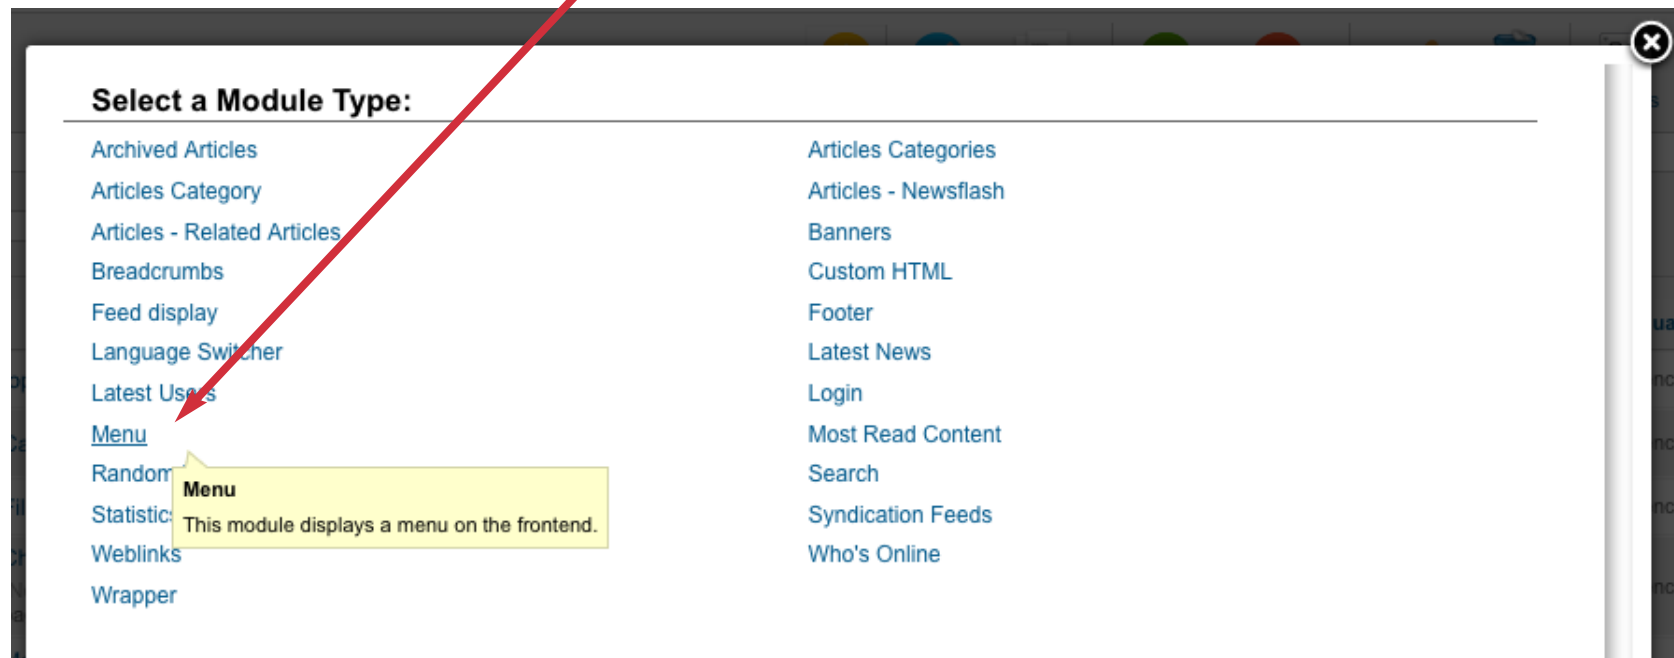 Select a Module Type:
Archived Articles
Articles Category
Articles - Related Articles
Breadcrumbs
Feed display
Language Switcher
Latest Users
Menu
Random
Statistics
Weblinks
Wrapper
Articles Categories
Articles - Newsflash
Banners
Custom HTML
Footer
Latest News
Login
Most Read Content
Search
Syndication Feeds
Who's Online
Menu
This module displays a menu on the frontend.